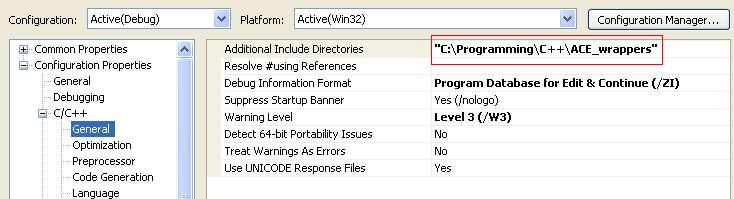 Configuration: Active(Debug) Platform: Active(Win32) Configuration Manager...
Common Properties
Configuration Properties
General
Debugging
C/C++
General
Optimization
Preprocessor
Code Generation
Language
Additional Include Directories "C:\Programming\C++\ACE_wrappers"
Resolve #using References
Debug Information Format Program Database for Edit & Continue (/ZI)
Suppress Startup Banner Yes (/nologo)
Warning Level Level 3 (/W3)
Detect 64-bit Portability Issues No
Treat Warnings As Errors No
Use UNICODE Response Files Yes